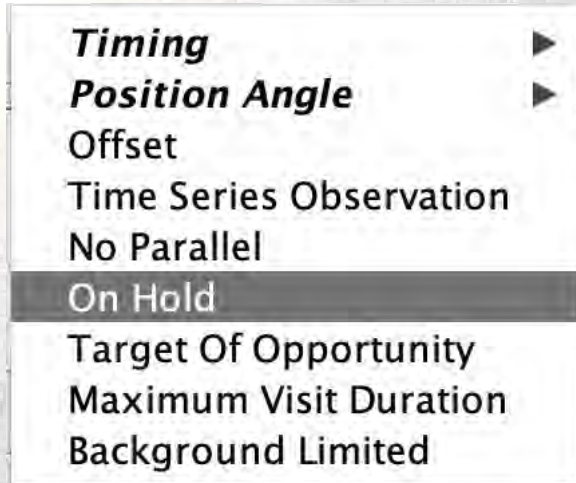 Timing
Position Angle
Offset
Time Series Observation
No Parallel
On Hold
Target Of Opportunity
Maximum Visit Duration
Background Limited